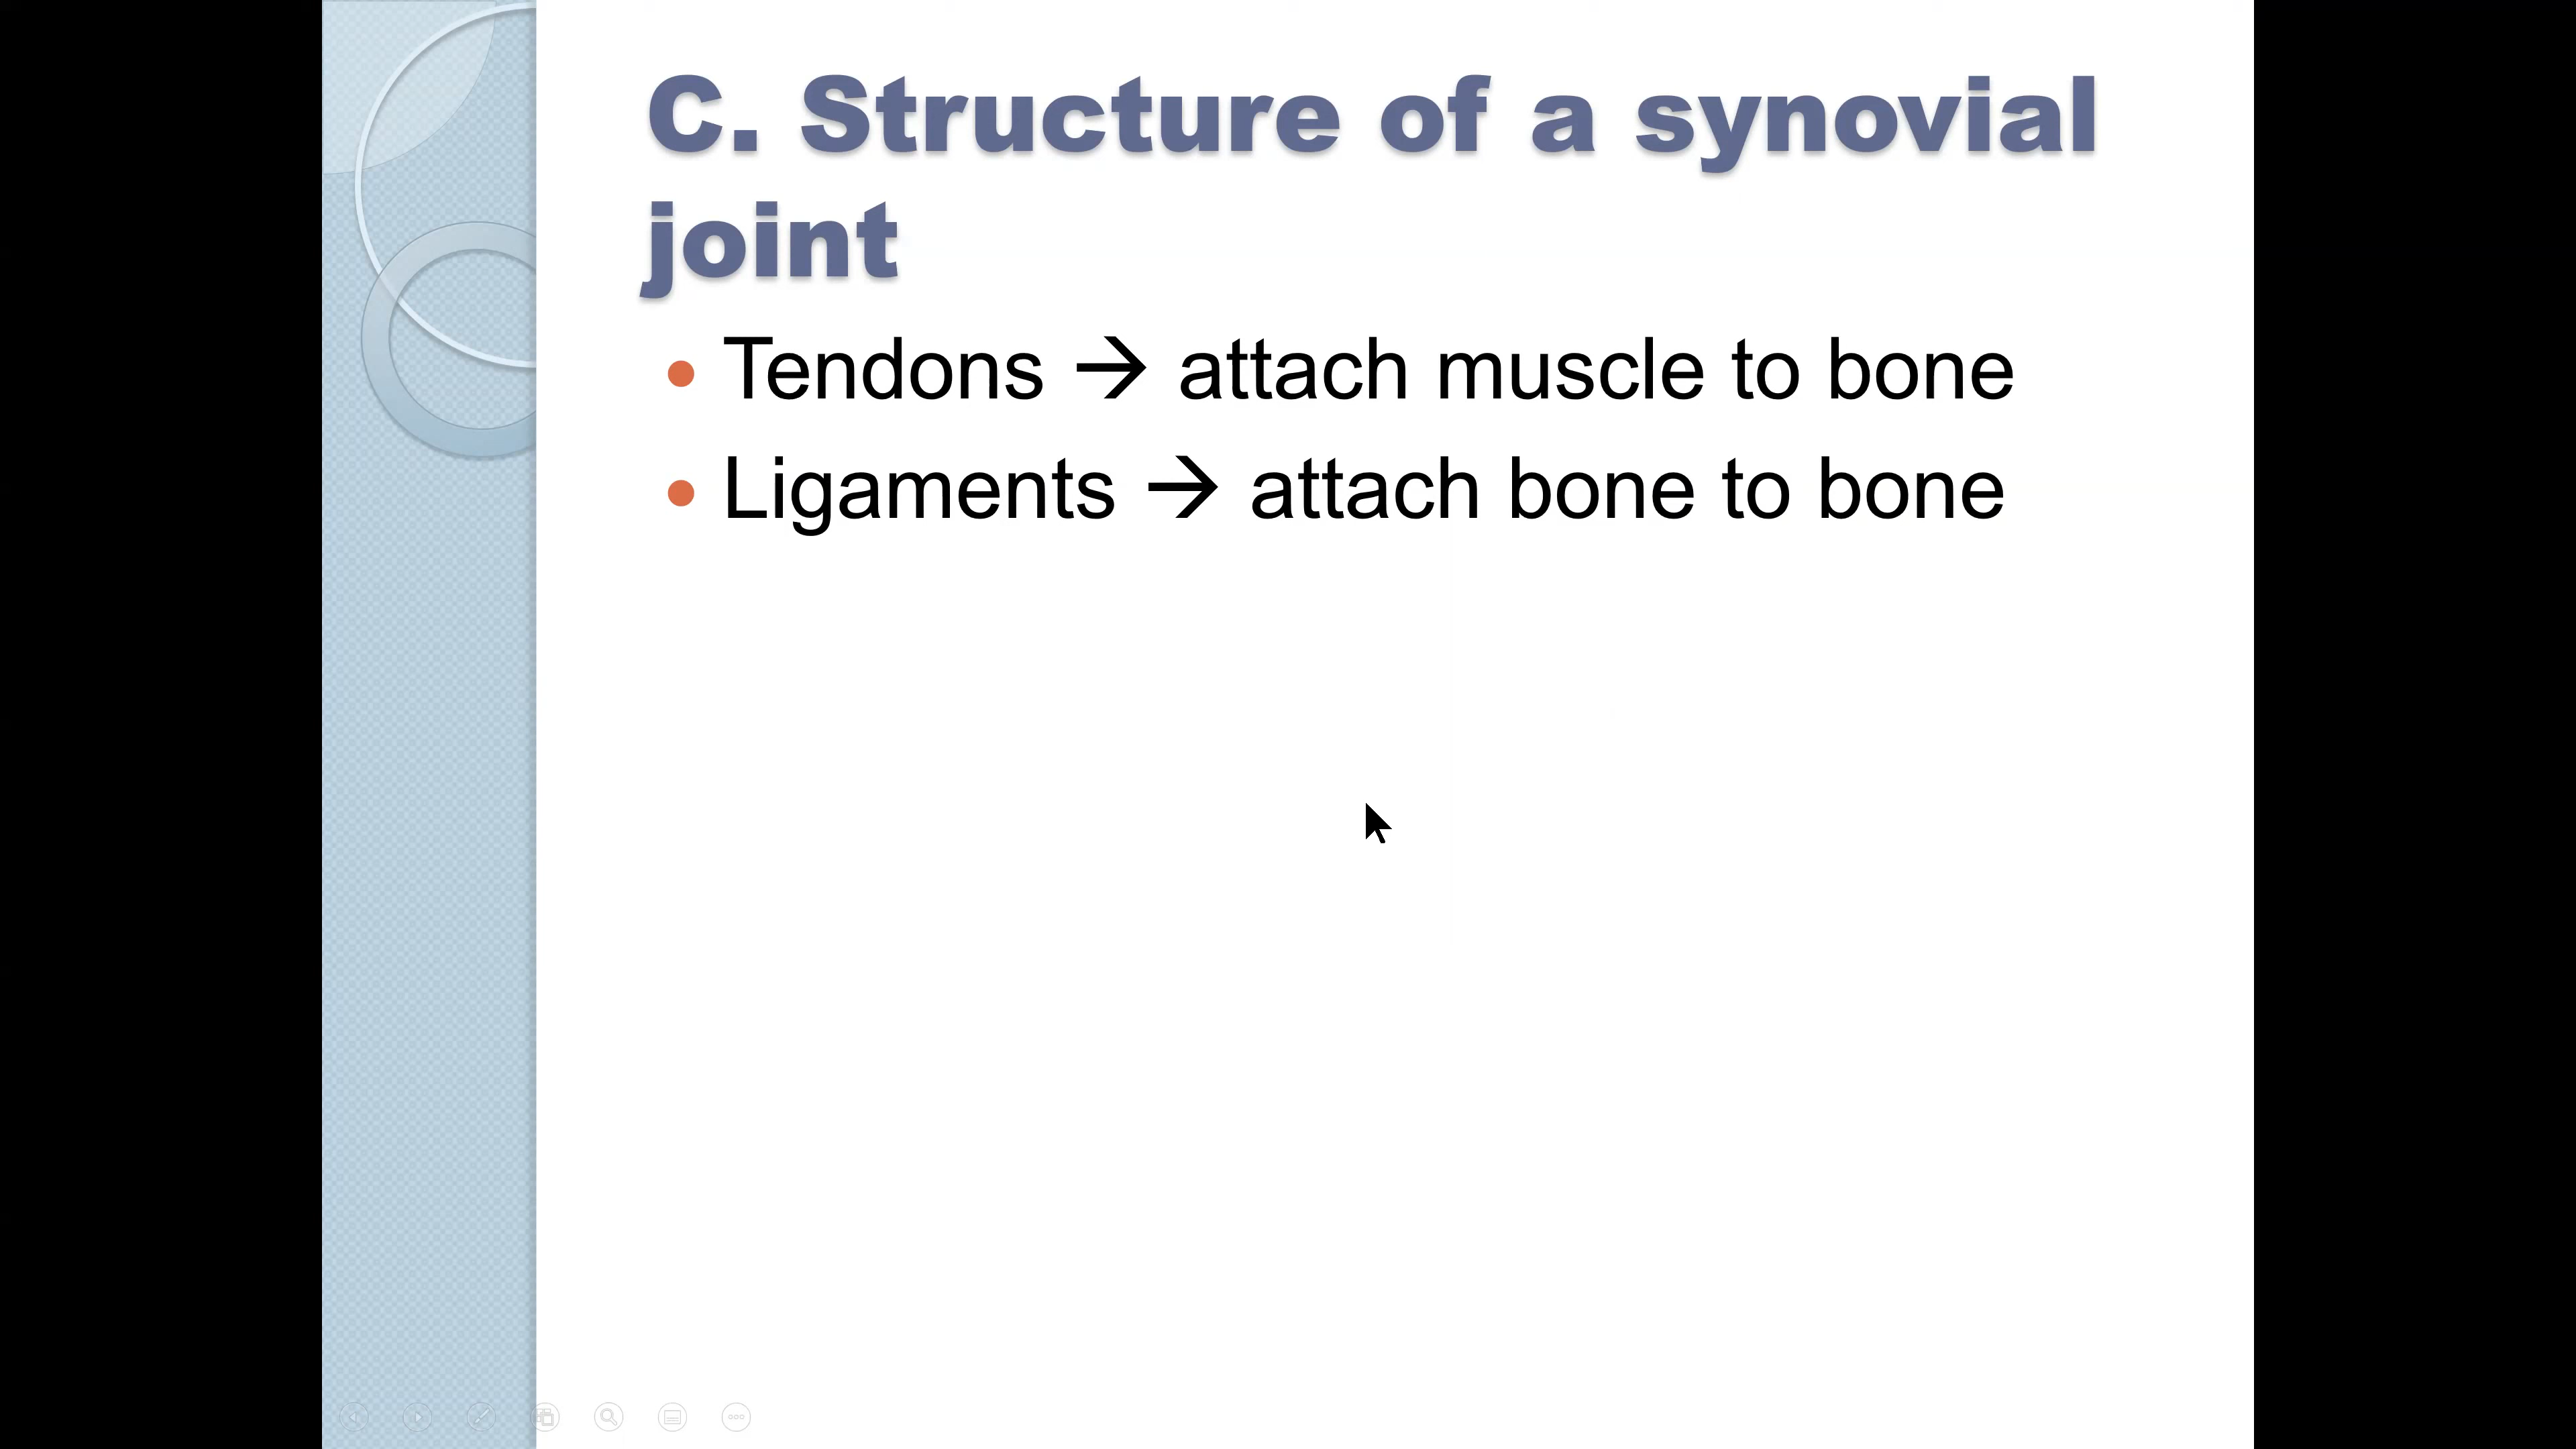 C. Structure of a synovial
joint
• Tendons → attach muscle to bone
• Ligaments → attach bone to bone